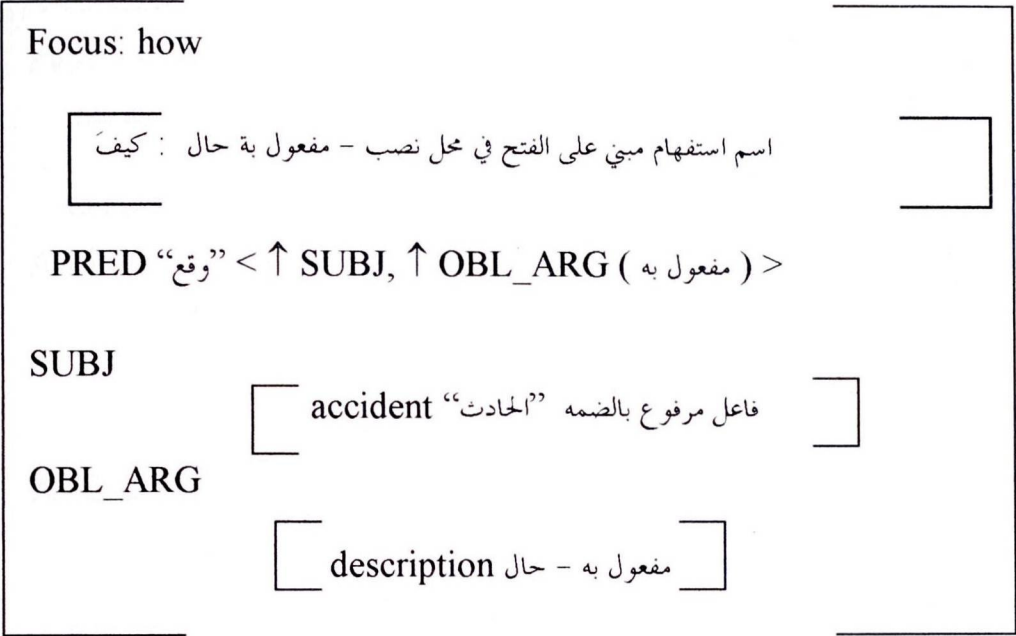 Focus: how
اسم استفهام مبني على الفتح في محل نصب – مفعول بة حال : كيفَ
PRED “وقع” < ↑ SUBJ, ↑ OBL_ARG ( مفعول به ) >
SUBJ
accident “الحادث” فاعل مرفوع بالضمه
OBL_ARG
description مفعول به – حال